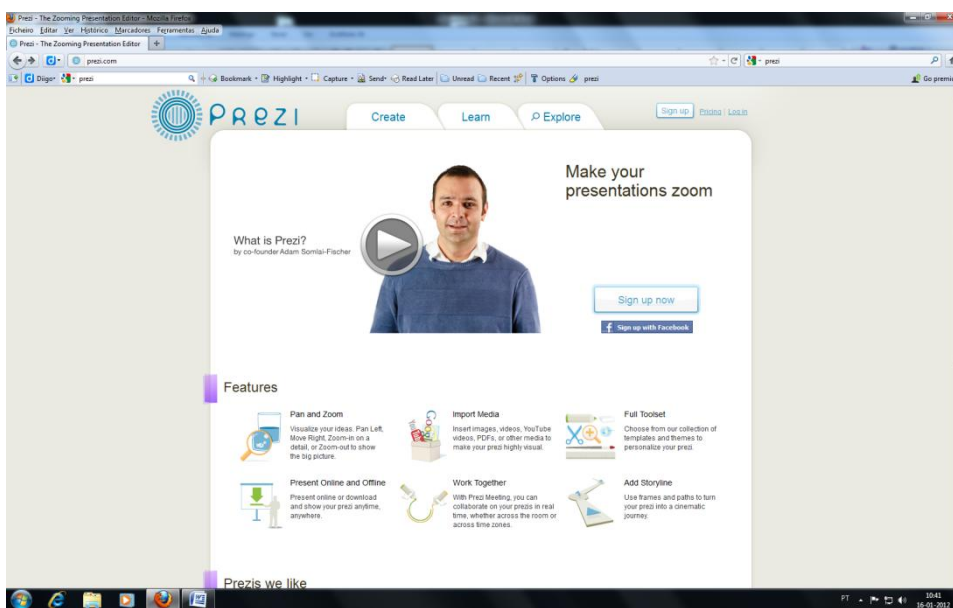 Prezi - The Zooming Presentation Editor - Mozilla Firefox
Ficheiro Editar Ver Histórico Marcadores Ferramentas Ajuda
Prezi - The Zooming Presentation Editor
prezi.com
prezi
Diigo
prezi
Bookmark
Highlight
Capture
Send
Read Later
Unread
Recent
Options
prezi
Go premiu
PREZI
Create
Learn
Explore
Sign up
Pricing | Log in
Make your
presentations zoom
What is Prezi?
by co-founder Adam Somlai-Fischer
Sign up now
Sign up with Facebook
Features
Pan and Zoom
Visualize your ideas. Pan Left,
Move Right, Zoom-in on a
detail, or Zoom-out to show
the big picture.
Import Media
Insert images, videos, YouTube
videos, PDFs, or other media to
make your prezi highly visual.
Full Toolset
Choose from our collection of
templates and themes to
personalize your prezi.
Present Online and Offline
Present online or download
and show your prezi anytime,
anywhere.
Work Together
With Prezi Meeting, you can
collaborate on your prezis in real
time, whether across the room or
across time zones.
Add Storyline
Use frames and paths to turn
your prezi into a cinematic
journey.
Prezis we like
PT
10:41
16-01-2012